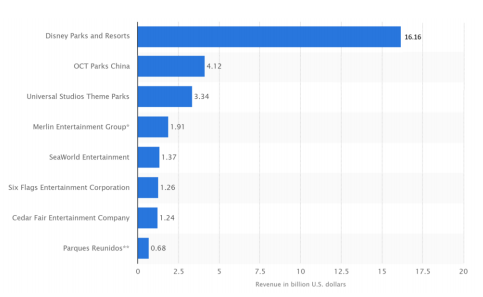 Disney Parks and Resorts 16.16
OCT Parks China 4.12
Universal Studios Theme Parks 3.34
Merlin Entertainment Group* 1.91
SeaWorld Entertainment 1.37
Six Flags Entertainment Corporation 1.26
Cedar Fair Entertainment Company 1.24
Parques Reunidos** 0.68
0 2.5 5 7.5 10 12.5 15 17.5 20
Revenue in billion U.S. dollars